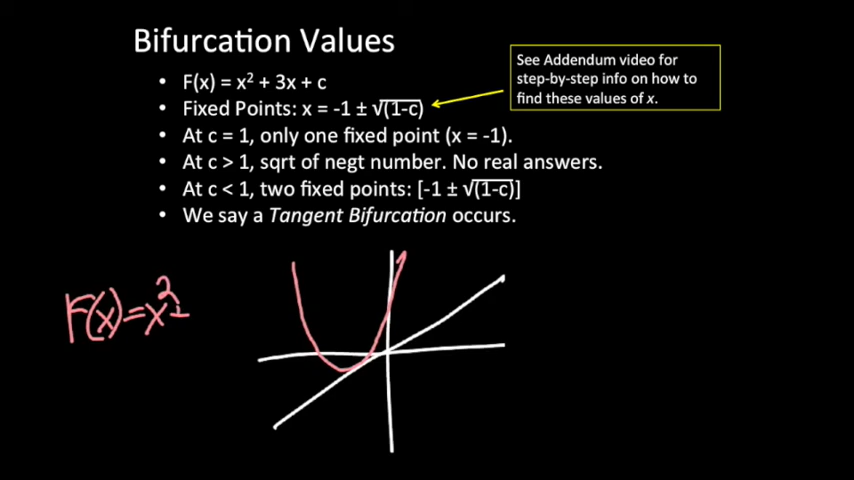 Bifurcation Values
See Addendum video for
step-by-step info on how to
find these values of x.
• F(x) = x² + 3x + c
• Fixed Points: x = -1 ± √(1-c)
• At c = 1, only one fixed point (x = -1).
• At c > 1, sqrt of negt number. No real answers.
• At c < 1, two fixed points: [-1 ± √(1-c)]
• We say a Tangent Bifurcation occurs.
F(x)=x²